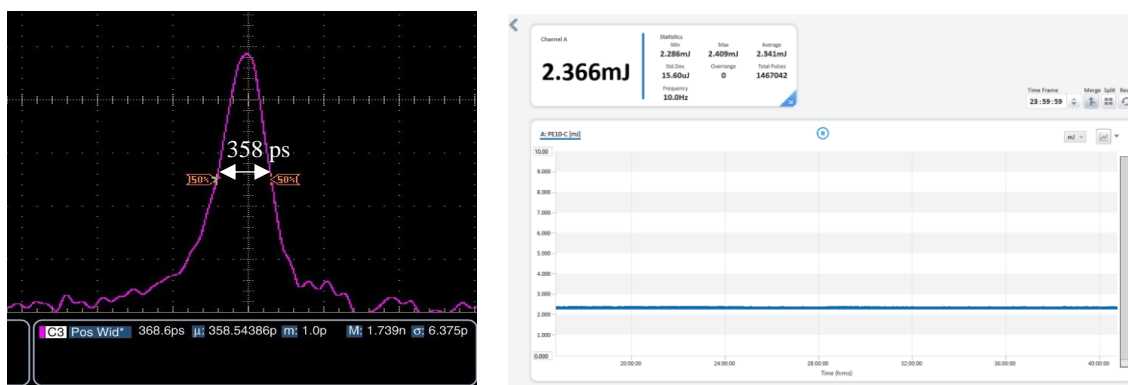 358 ps
50%
50%
C3 Pos Wid* 368.6ps µ: 358.54386p m: 1.0p M: 1.739n σ: 6.375p
Channel A
2.366mJ
Statistics
Min Max Average
2.286mJ 2.409mJ 2.341mJ
Std.Dev. Overrange Total Pulses
15.60uJ 0 1467042
Frequency
10.0Hz
Time Frame Merge Split Res
23:59:59
A: PE10-C [mJ]
mJ
10.00
9.000
8.000
7.000
6.000
5.000
4.000
3.000
2.000
1.000
0.000
20:00:00 24:00:00 28:00:00 32:00:00 36:00:00 40:00:00
Time (h:m:s)